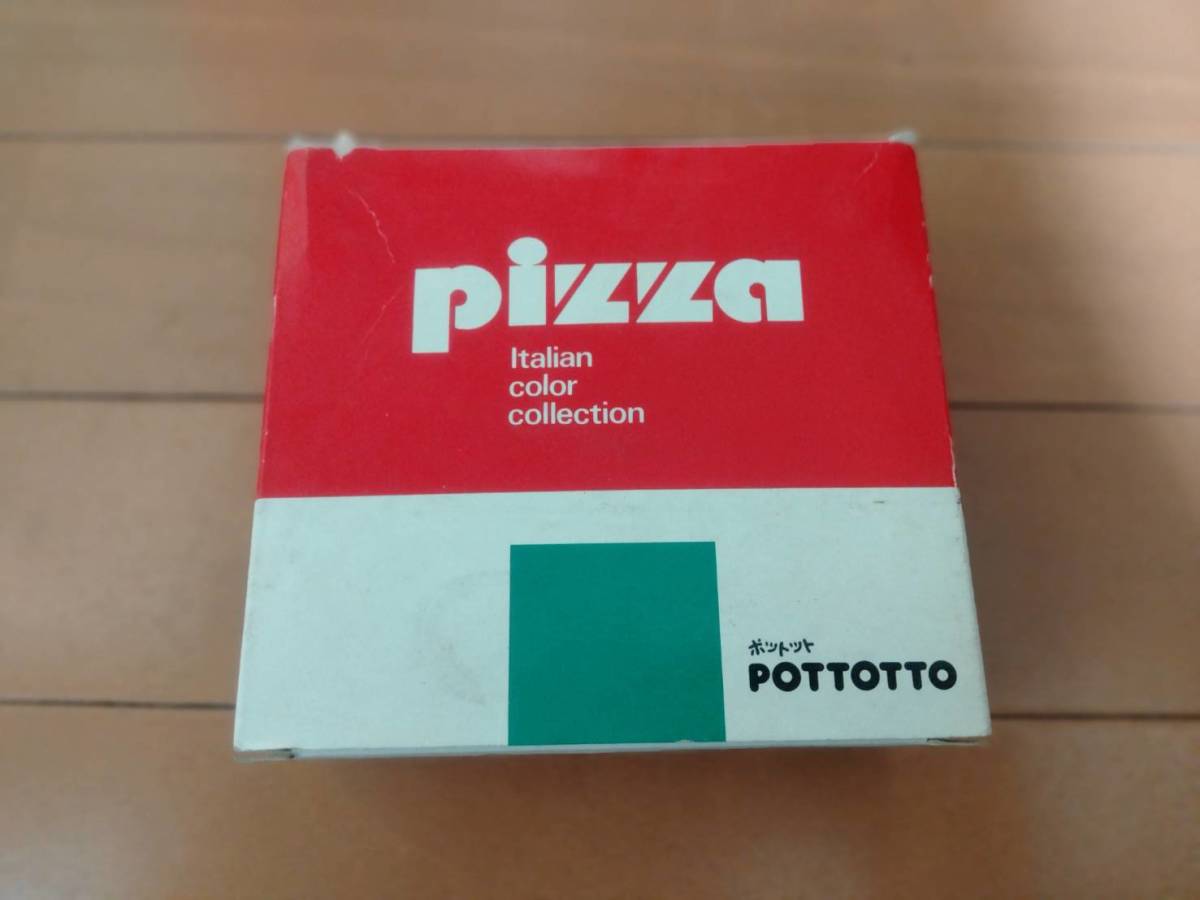 pizza
Italian
color
collection
ポットット
POTTOTTO